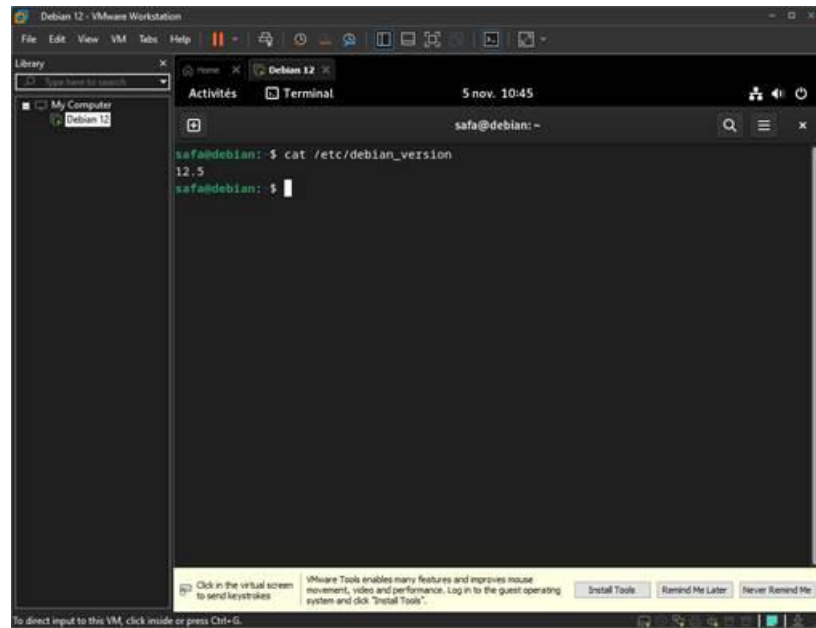 Debian 12 - VMware Workstation
File Edit View VM Tabs Help
Library
Type here to search
My Computer
Debian 12
Home
Debian 12
Activités Terminal 5 nov. 10:45
safa@debian: ~
safa@debian:~$ cat /etc/debian_version
12.5
safa@debian:~$
Click in the virtual screen
to send keystrokes
VMware Tools enables many features and improves mouse
movement, video and performance. Log in to the guest operating
system and click "Install Tools".
Install Tools Remind Me Later Never Remind Me
To direct input to this VM, click inside or press Ctrl+G.